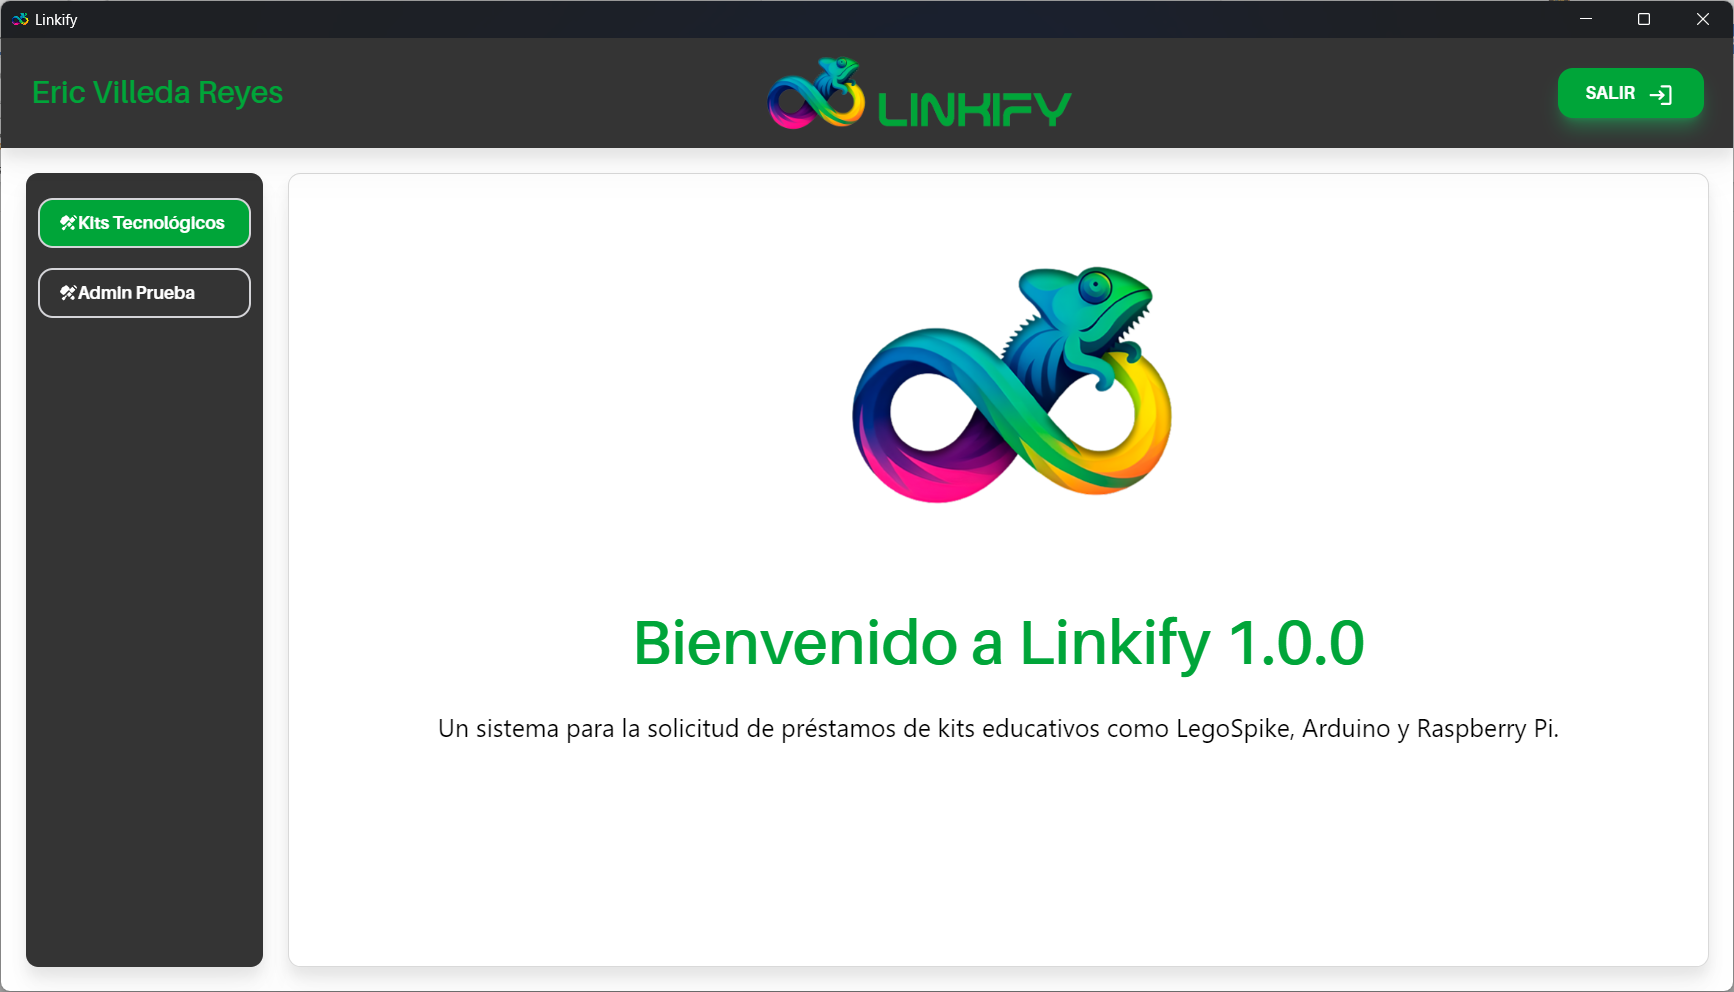 Linkify
Eric Villeda Reyes
LINKIFY
SALIR
Kits Tecnológicos
Admin Prueba
Bienvenido a Linkify 1.0.0
Un sistema para la solicitud de préstamos de kits educativos como LegoSpike, Arduino y Raspberry Pi.